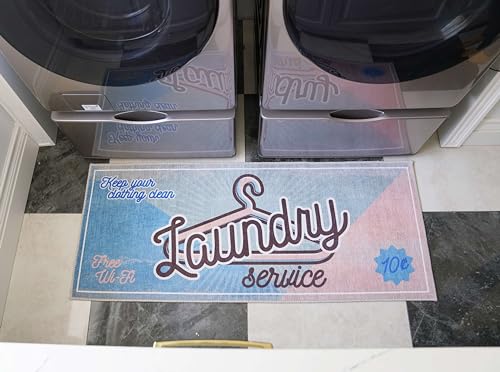 Keep your
clothing clean
Laundry
service
Free
Wi-Fi
10¢